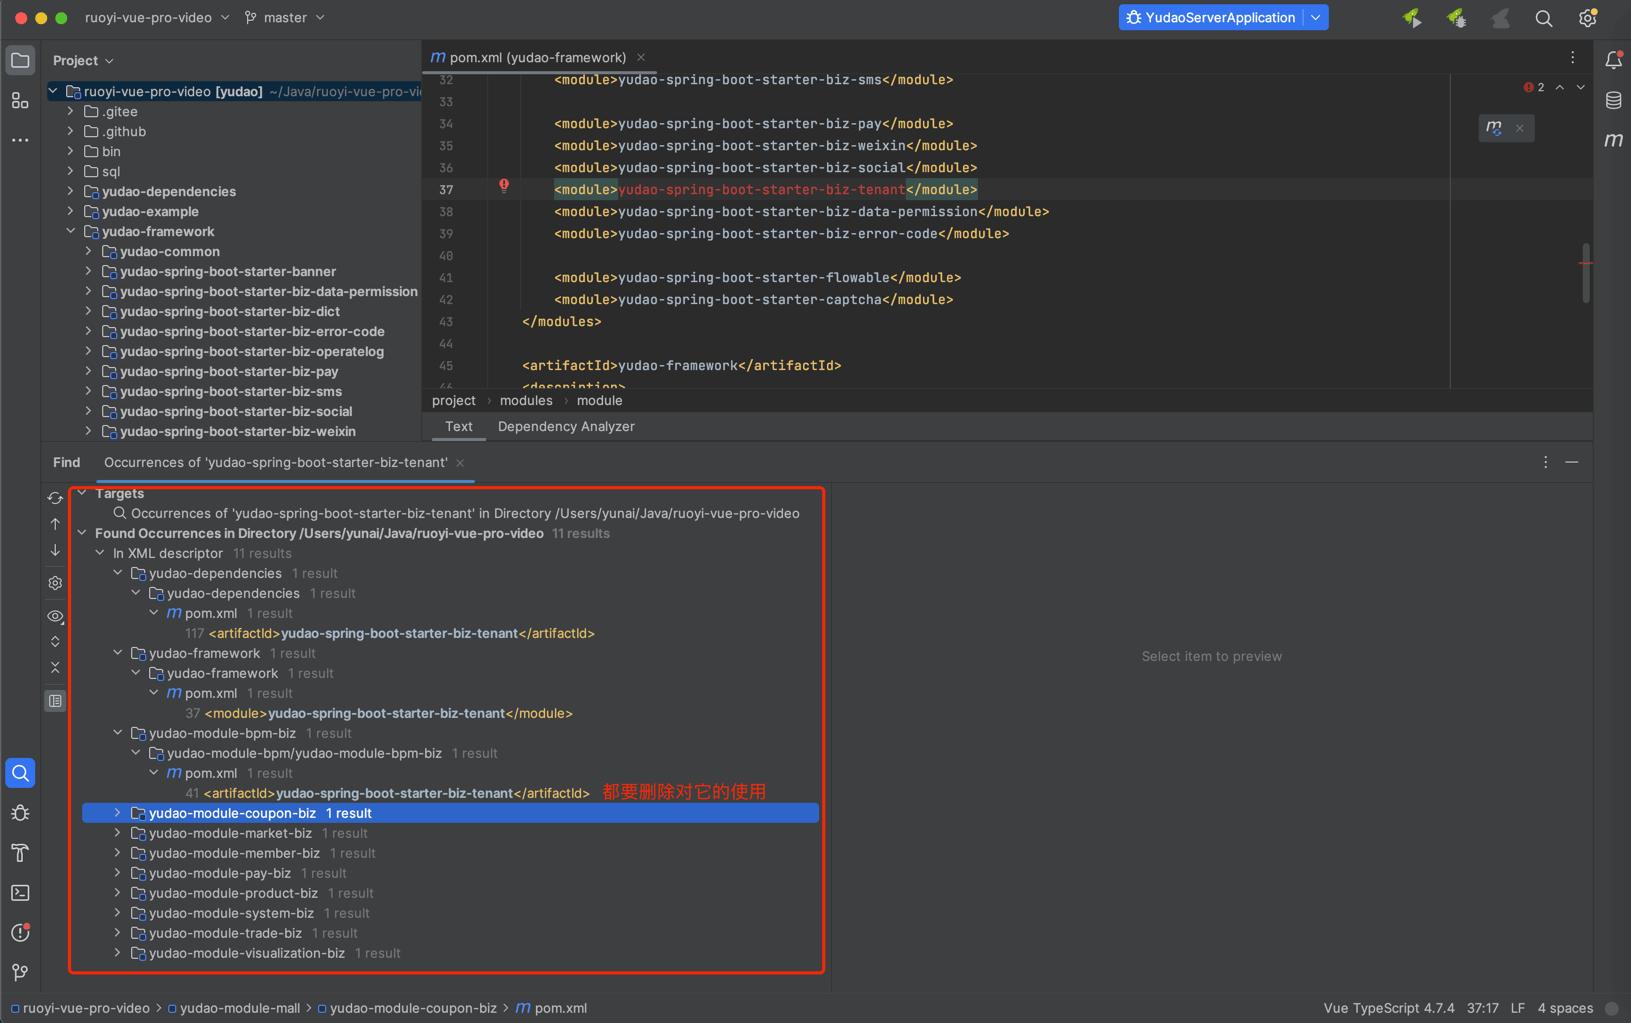 ruoyi-vue-pro-video
master
YudaoServerApplication
Project
pom.xml (yudao-framework)
ruoyi-vue-pro-video [yudao] ~/Java/ruoyi-vue-pro-vi
.gitee
.github
bin
sql
yudao-dependencies
yudao-example
yudao-framework
yudao-common
yudao-spring-boot-starter-banner
yudao-spring-boot-starter-biz-data-permission
yudao-spring-boot-starter-biz-dict
yudao-spring-boot-starter-biz-error-code
yudao-spring-boot-starter-biz-operatelog
yudao-spring-boot-starter-biz-pay
yudao-spring-boot-starter-biz-sms
yudao-spring-boot-starter-biz-social
yudao-spring-boot-starter-biz-weixin
32 <module>yudao-spring-boot-starter-biz-sms</module>
33
34 <module>yudao-spring-boot-starter-biz-pay</module>
35 <module>yudao-spring-boot-starter-biz-weixin</module>
36 <module>yudao-spring-boot-starter-biz-social</module>
37 <module>yudao-spring-boot-starter-biz-tenant</module>
38 <module>yudao-spring-boot-starter-biz-data-permission</module>
39 <module>yudao-spring-boot-starter-biz-error-code</module>
40
41 <module>yudao-spring-boot-starter-flowable</module>
42 <module>yudao-spring-boot-starter-captcha</module>
43 </modules>
44
45 <artifactId>yudao-framework</artifactId>
46 <description>
2
project › modules › module
Text
Dependency Analyzer
Find
Occurrences of 'yudao-spring-boot-starter-biz-tenant'
Targets
Occurrences of 'yudao-spring-boot-starter-biz-tenant' in Directory /Users/yunai/Java/ruoyi-vue-pro-video
Found Occurrences in Directory /Users/yunai/Java/ruoyi-vue-pro-video 11 results
In XML descriptor 11 results
yudao-dependencies 1 result
yudao-dependencies 1 result
pom.xml 1 result
117 <artifactId>yudao-spring-boot-starter-biz-tenant</artifactId>
yudao-framework 1 result
yudao-framework 1 result
pom.xml 1 result
37 <module>yudao-spring-boot-starter-biz-tenant</module>
yudao-module-bpm-biz 1 result
yudao-module-bpm/yudao-module-bpm-biz 1 result
pom.xml 1 result
41 <artifactId>yudao-spring-boot-starter-biz-tenant</artifactId> 都要删除对它的使用
yudao-module-coupon-biz 1 result
yudao-module-market-biz 1 result
yudao-module-member-biz 1 result
yudao-module-pay-biz 1 result
yudao-module-product-biz 1 result
yudao-module-system-biz 1 result
yudao-module-trade-biz 1 result
yudao-module-visualization-biz 1 result
Select item to preview
ruoyi-vue-pro-video › yudao-module-mall › yudao-module-coupon-biz › pom.xml
Vue TypeScript 4.7.4 37:17 LF 4 spaces